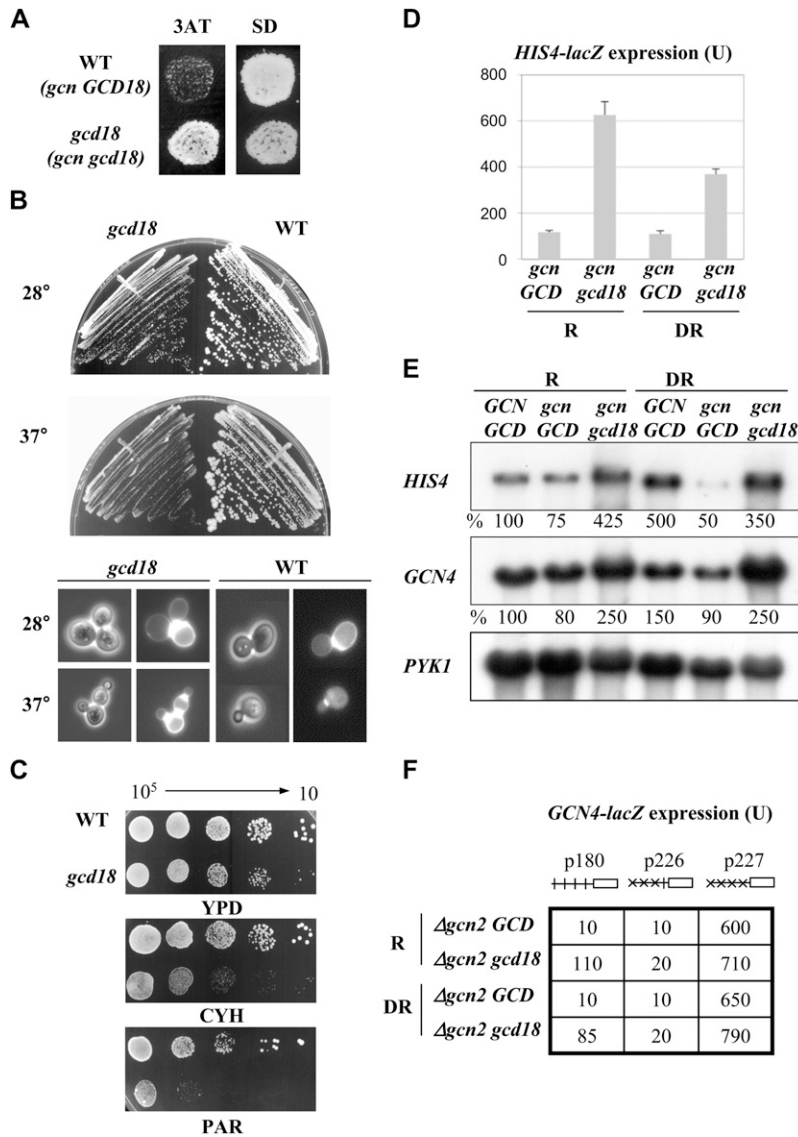 A
3AT SD
WT
(gcn GCD18)
gcd18
(gcn gcd18)
B
gcd18 WT
28°
37°
gcd18 WT
28°
37°
C
10⁵ 10
WT
gcd18
YPD
CYH
PAR
D
HIS4-lacZ expression (U)
800
600
400
200
0
gcn gcn gcn gcn
GCD gcd18 GCD gcd18
R DR
E
R DR
GCN gcn gcn GCN gcn gcn
GCD GCD gcd18 GCD GCD gcd18
HIS4
% 100 75 425 500 50 350
GCN4
% 100 80 250 150 90 250
PYK1
F
GCN4-lacZ expression (U)
p180 p226 p227
R
Δgcn2 GCD 10 10 600
Δgcn2 gcd18 110 20 710
DR
Δgcn2 GCD 10 10 650
Δgcn2 gcd18 85 20 790